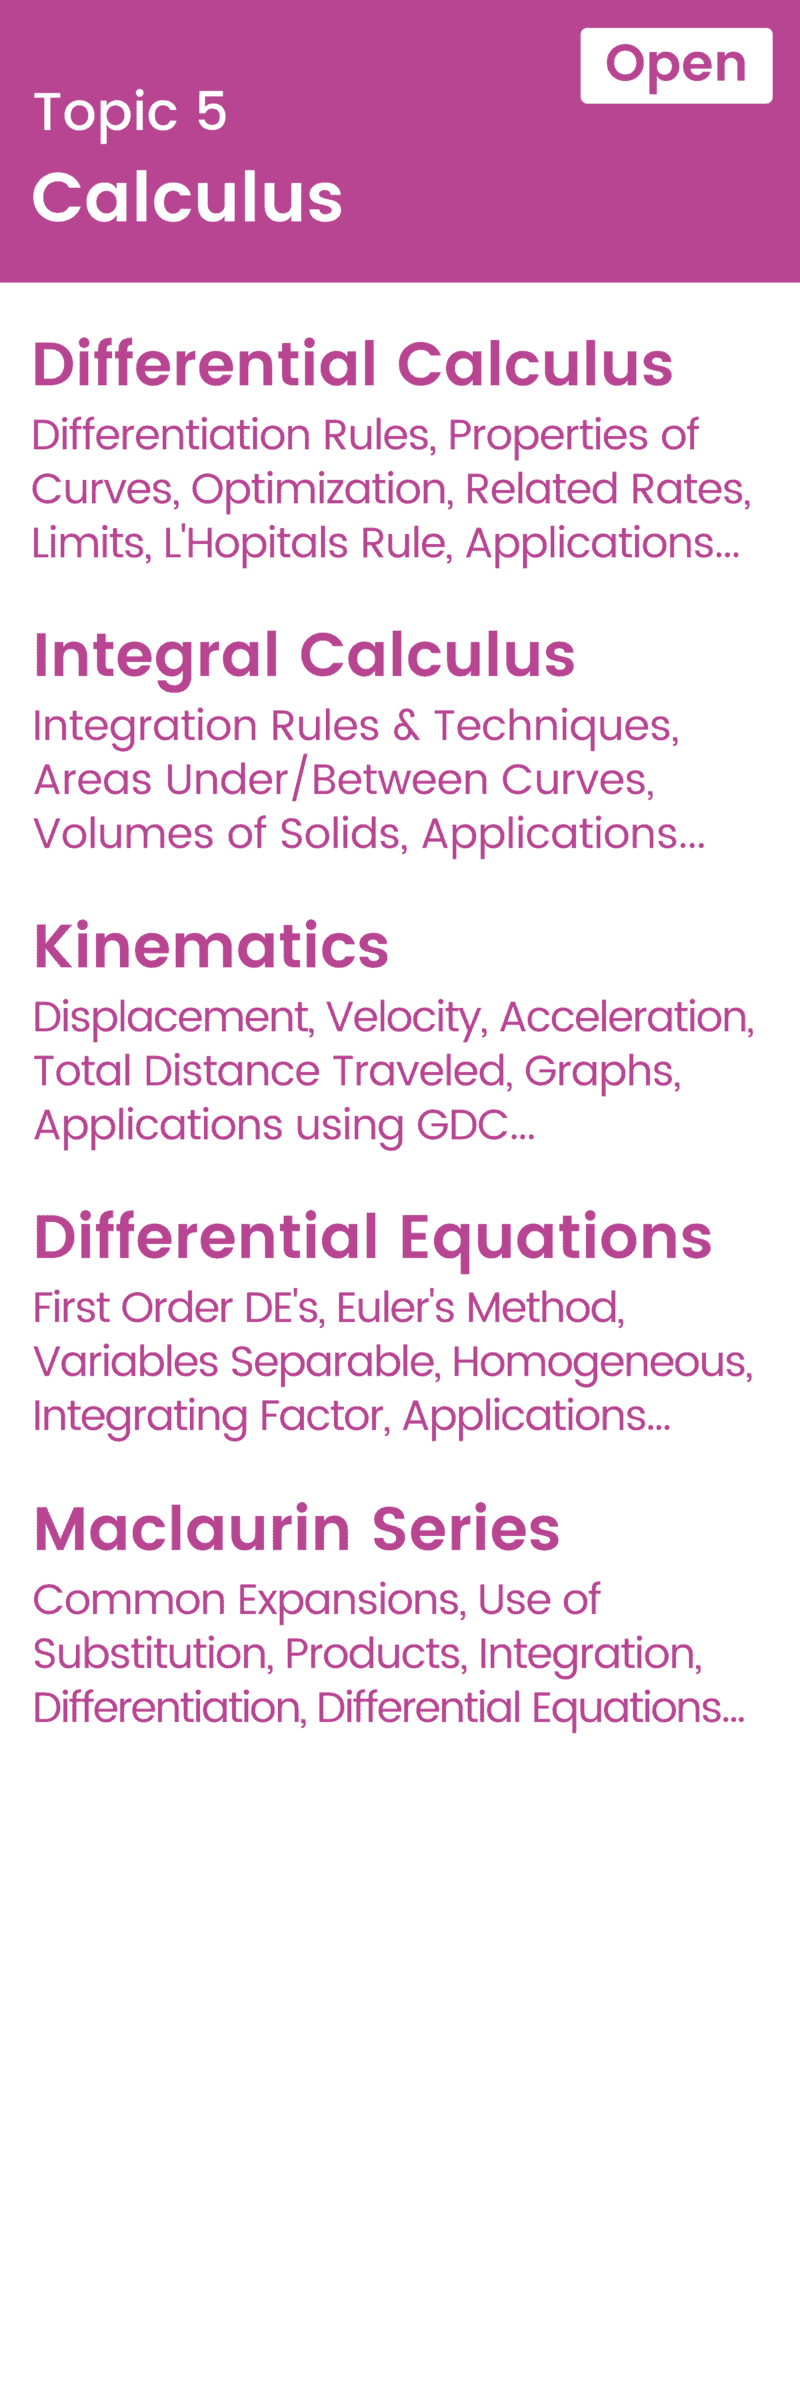 Open
Topic 5
Calculus
Differential Calculus
Differentiation Rules, Properties of
Curves, Optimization, Related Rates,
Limits, L'Hopitals Rule, Applications...
Integral Calculus
Integration Rules & Techniques,
Areas Under/Between Curves,
Volumes of Solids, Applications...
Kinematics
Displacement, Velocity, Acceleration,
Total Distance Traveled, Graphs,
Applications using GDC...
Differential Equations
First Order DE's, Euler's Method,
Variables Separable, Homogeneous,
Integrating Factor, Applications...
Maclaurin Series
Common Expansions, Use of
Substitution, Products, Integration,
Differentiation, Differential Equations...